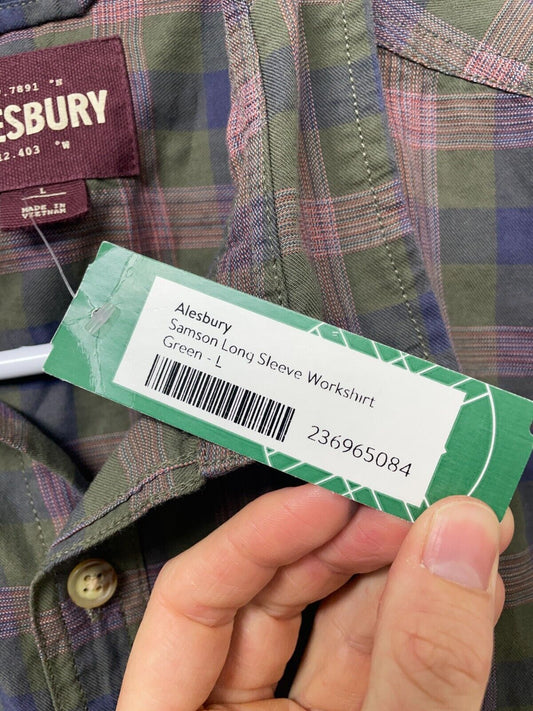 .7891 °N
ESBURY
12.403 °W
L
MADE IN
VIETNAM
Alesbury
Samson Long Sleeve Workshirt
Green - L
236965084